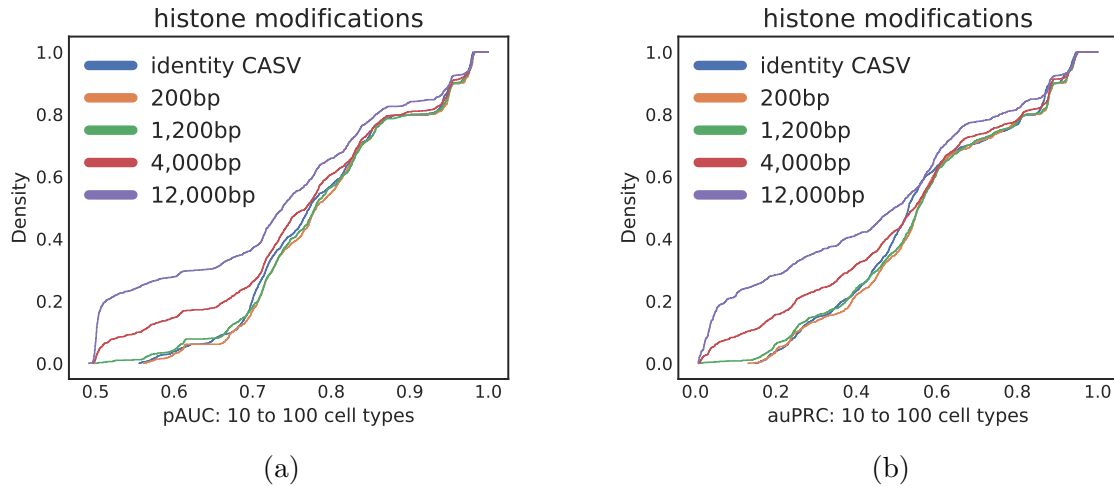 histone modifications
1.0
0.8
0.6
0.4
0.2
0.0
Density
identity CASV
200bp
1,200bp
4,000bp
12,000bp
0.5 0.6 0.7 0.8 0.9 1.0
pAUC: 10 to 100 cell types
(a)
histone modifications
1.0
0.8
0.6
0.4
0.2
0.0
Density
identity CASV
200bp
1,200bp
4,000bp
12,000bp
0.0 0.2 0.4 0.6 0.8 1.0
auPRC: 10 to 100 cell types
(b)